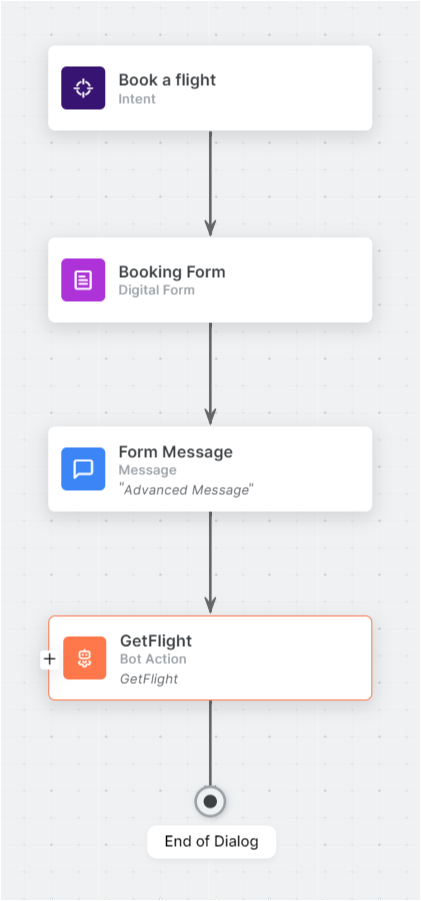 Book a flight
Intent
Booking Form
Digital Form
Form Message
Message
"Advanced Message"
GetFlight
Bot Action
GetFlight
End of Dialog